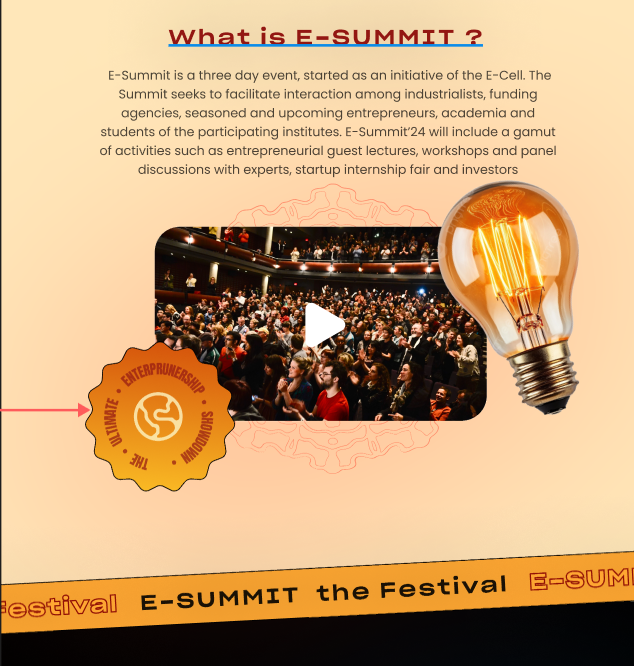 What is E-SUMMIT ?
E-Summit is a three day event, started as an initiative of the E-Cell. The
Summit seeks to facilitate interaction among industrialists, funding
agencies, seasoned and upcoming entrepreneurs, academia and
students of the participating institutes. E-Summit'24 will include a gamut
of activities such as entrepreneurial guest lectures, workshops and panel
discussions with experts, startup internship fair and investors
THE • ULTIMATE • ENTERPRUNERSHIP • SHOWDOWN •
Festival E-SUMMIT the Festival E-SUM